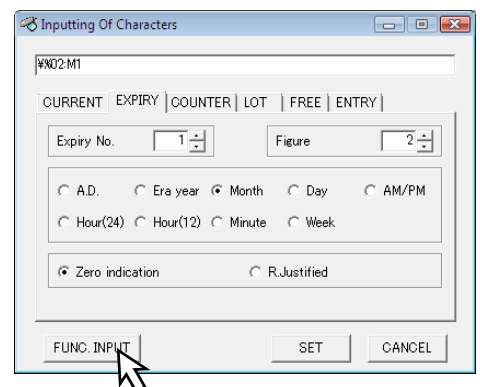 Inputting Of Characters
¥%02:M1
CURRENT EXPIRY COUNTER LOT FREE ENTRY
Expiry No. 1 Figure 2
A.D. Era year Month Day AM/PM
Hour(24) Hour(12) Minute Week
Zero indication R.Justified
FUNC. INPUT SET CANCEL